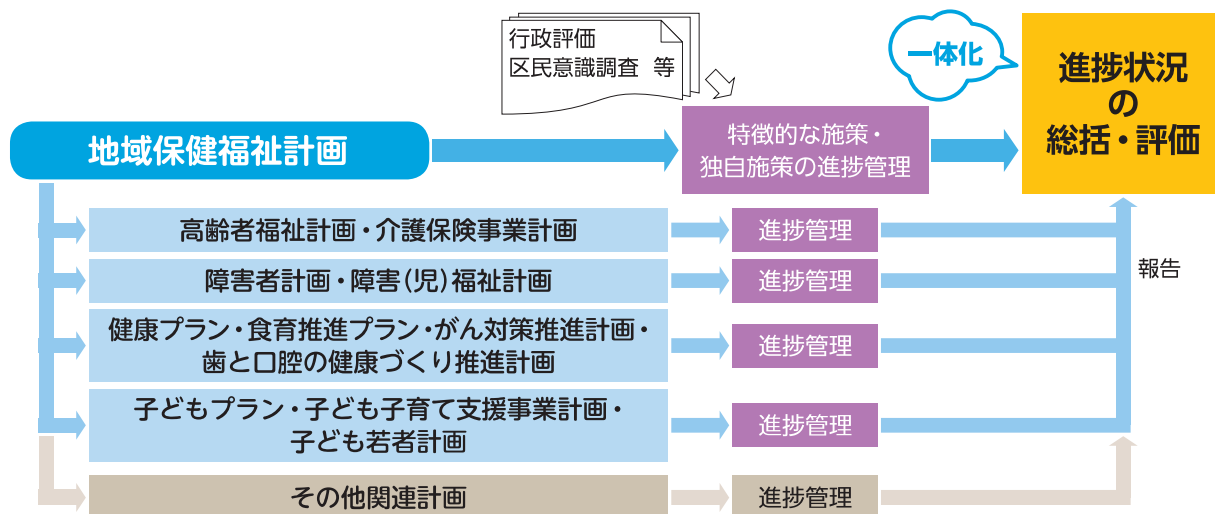 行政評価
区民意識調査 等
一体化
進捗状況
の
総括・評価
地域保健福祉計画
特徴的な施策・
独自施策の進捗管理
高齢者福祉計画・介護保険事業計画
進捗管理
障害者計画・障害(児)福祉計画
進捗管理
報告
健康プラン・食育推進プラン・がん対策推進計画・
歯と口腔の健康づくり推進計画
進捗管理
子どもプラン・子ども子育て支援事業計画・
子ども若者計画
進捗管理
その他関連計画
進捗管理